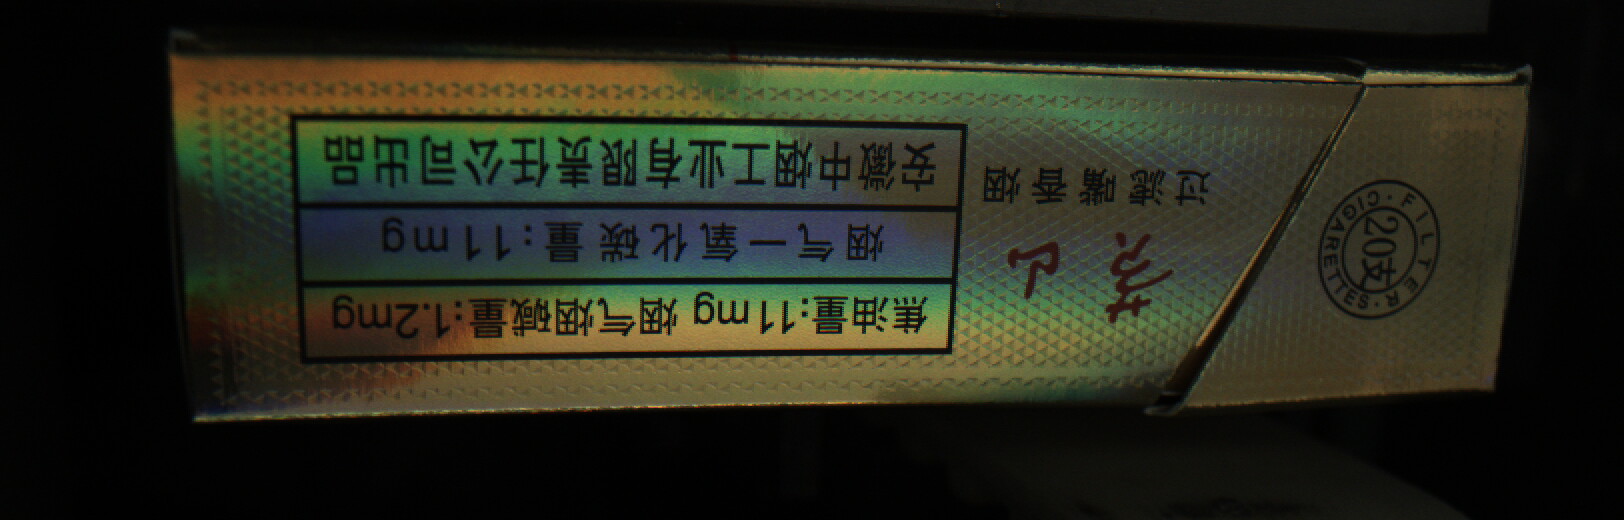 FILTER
CIGARETTES
20支
黄山
过滤嘴香烟
焦油量:11mg 烟气烟碱量:1.2mg
烟气一氧化碳量:11mg
安徽中烟工业有限责任公司出品